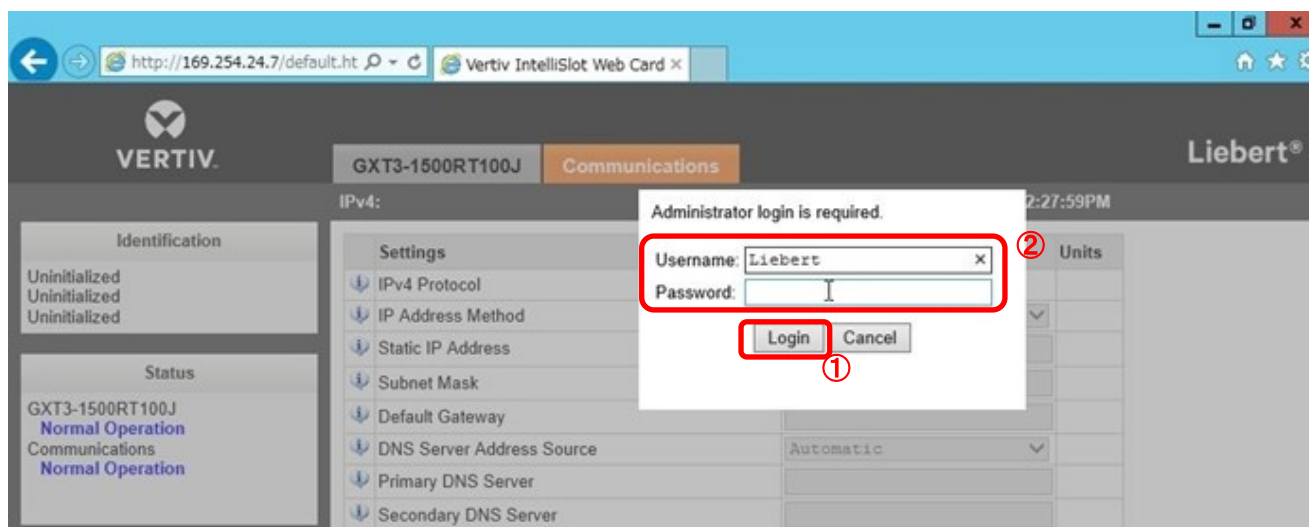 http://169.254.24.7/default.ht
Vertiv IntelliSlot Web Card
VERTIV.
GXT3-1500RT100J
Communications
Liebert®
IPv4:
2:27:59PM
Administrator login is required.
Username: Liebert
②
Password:
Login
Cancel
①
Identification
Uninitialized
Uninitialized
Uninitialized
Status
GXT3-1500RT100J
Normal Operation
Communications
Normal Operation
Settings
Units
IPv4 Protocol
IP Address Method
Static IP Address
Subnet Mask
Default Gateway
DNS Server Address Source
Automatic
Primary DNS Server
Secondary DNS Server